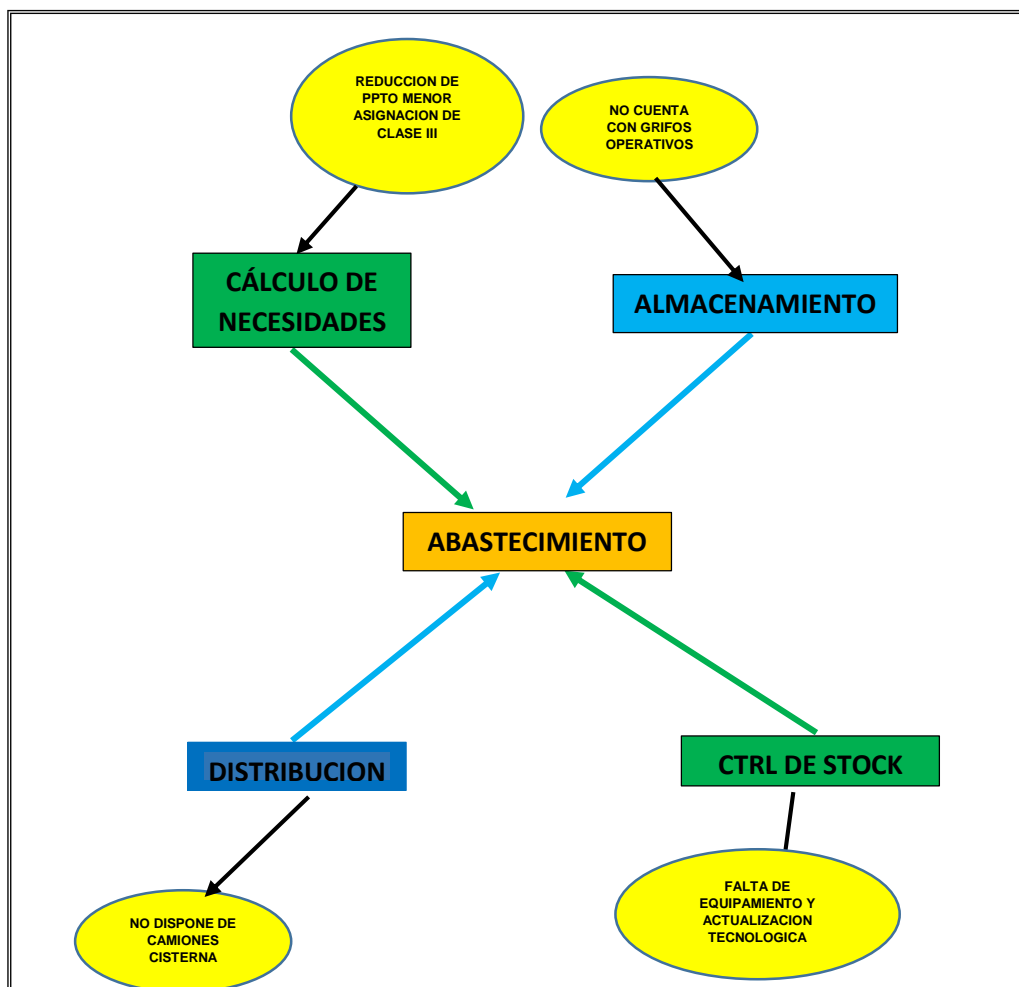 REDUCCION DE
PPTO MENOR
ASIGNACION DE
CLASE III
NO CUENTA
CON GRIFOS
OPERATIVOS
CÁLCULO DE
NECESIDADES
ALMACENAMIENTO
ABASTECIMIENTO
DISTRIBUCION
CTRL DE STOCK
NO DISPONE DE
CAMIONES
CISTERNA
FALTA DE
EQUIPAMIENTO Y
ACTUALIZACION
TECNOLOGICA